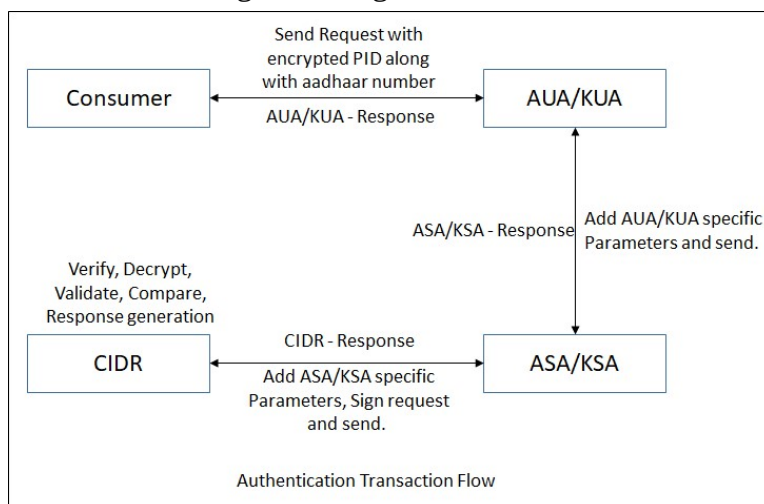 Send Request with
encrypted PID along
with aadhaar number
Consumer
AUA/KUA
AUA/KUA - Response
ASA/KSA - Response
Add AUA/KUA specific
Parameters and send.
Verify, Decrypt,
Validate, Compare,
Response generation
CIDR
CIDR - Response
ASA/KSA
Add ASA/KSA specific
Parameters, Sign request
and send.
Authentication Transaction Flow